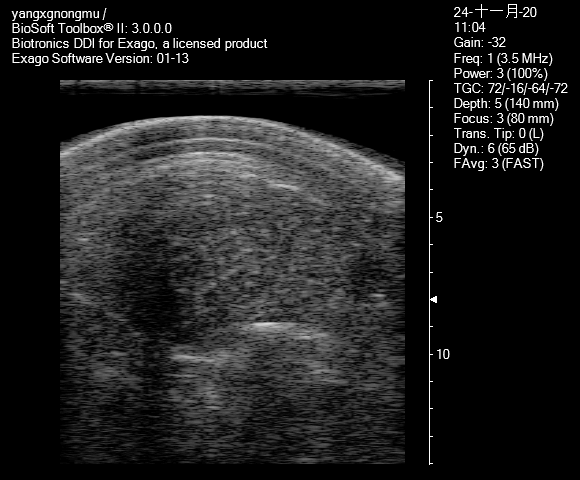 yangxgnongmu /
BioSoft Toolbox® II: 3.0.0.0
Biotronics DDI for Exago, a licensed product
Exago Software Version: 01-13
24-十一月-20
11:04
Gain: -32
Freq: 1 (3.5 MHz)
Power: 3 (100%)
TGC: 72/-16/-64/-72
Depth: 5 (140 mm)
Focus: 3 (80 mm)
Trans. Tip: 0 (L)
Dyn.: 6 (65 dB)
FAvg: 3 (FAST)
5
10